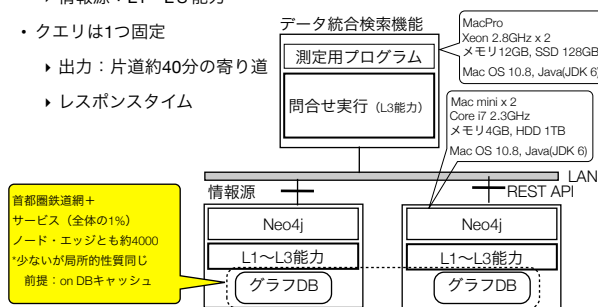 ・クエリは1つ固定
‣ 出力：片道約40分の寄り道
‣ レスポンスタイム
データ統合検索機能
測定用プログラム
問合せ実行（L3能力）
MacPro
Xeon 2.8GHz x 2
メモリ12GB, SSD 128GB
Mac OS 10.8, Java(JDK 6)
Mac mini x 2
Core i7 2.3GHz
メモリ4GB, HDD 1TB
Mac OS 10.8, Java(JDK 6)
LAN
情報源
REST API
首都圏鉄道網＋
サービス（全体の1%）
ノード・エッジとも約4000
*少ないが局所的性質同じ
前提：on DBキャッシュ
Neo4j
L1〜L3能力
グラフDB
Neo4j
L1〜L3能力
グラフDB